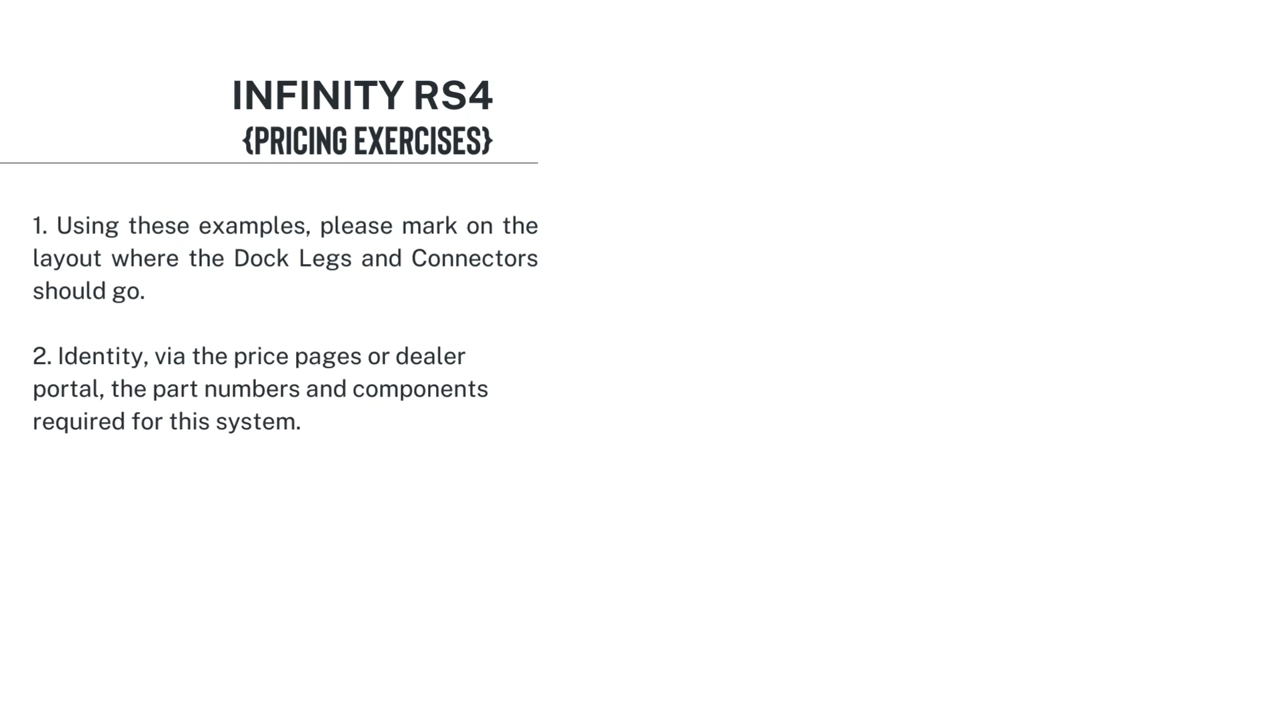 INFINITY RS4
{PRICING EXERCISES}
1. Using these examples, please mark on the
layout where the Dock Legs and Connectors
should go.
2. Identity, via the price pages or dealer
portal, the part numbers and components
required for this system.